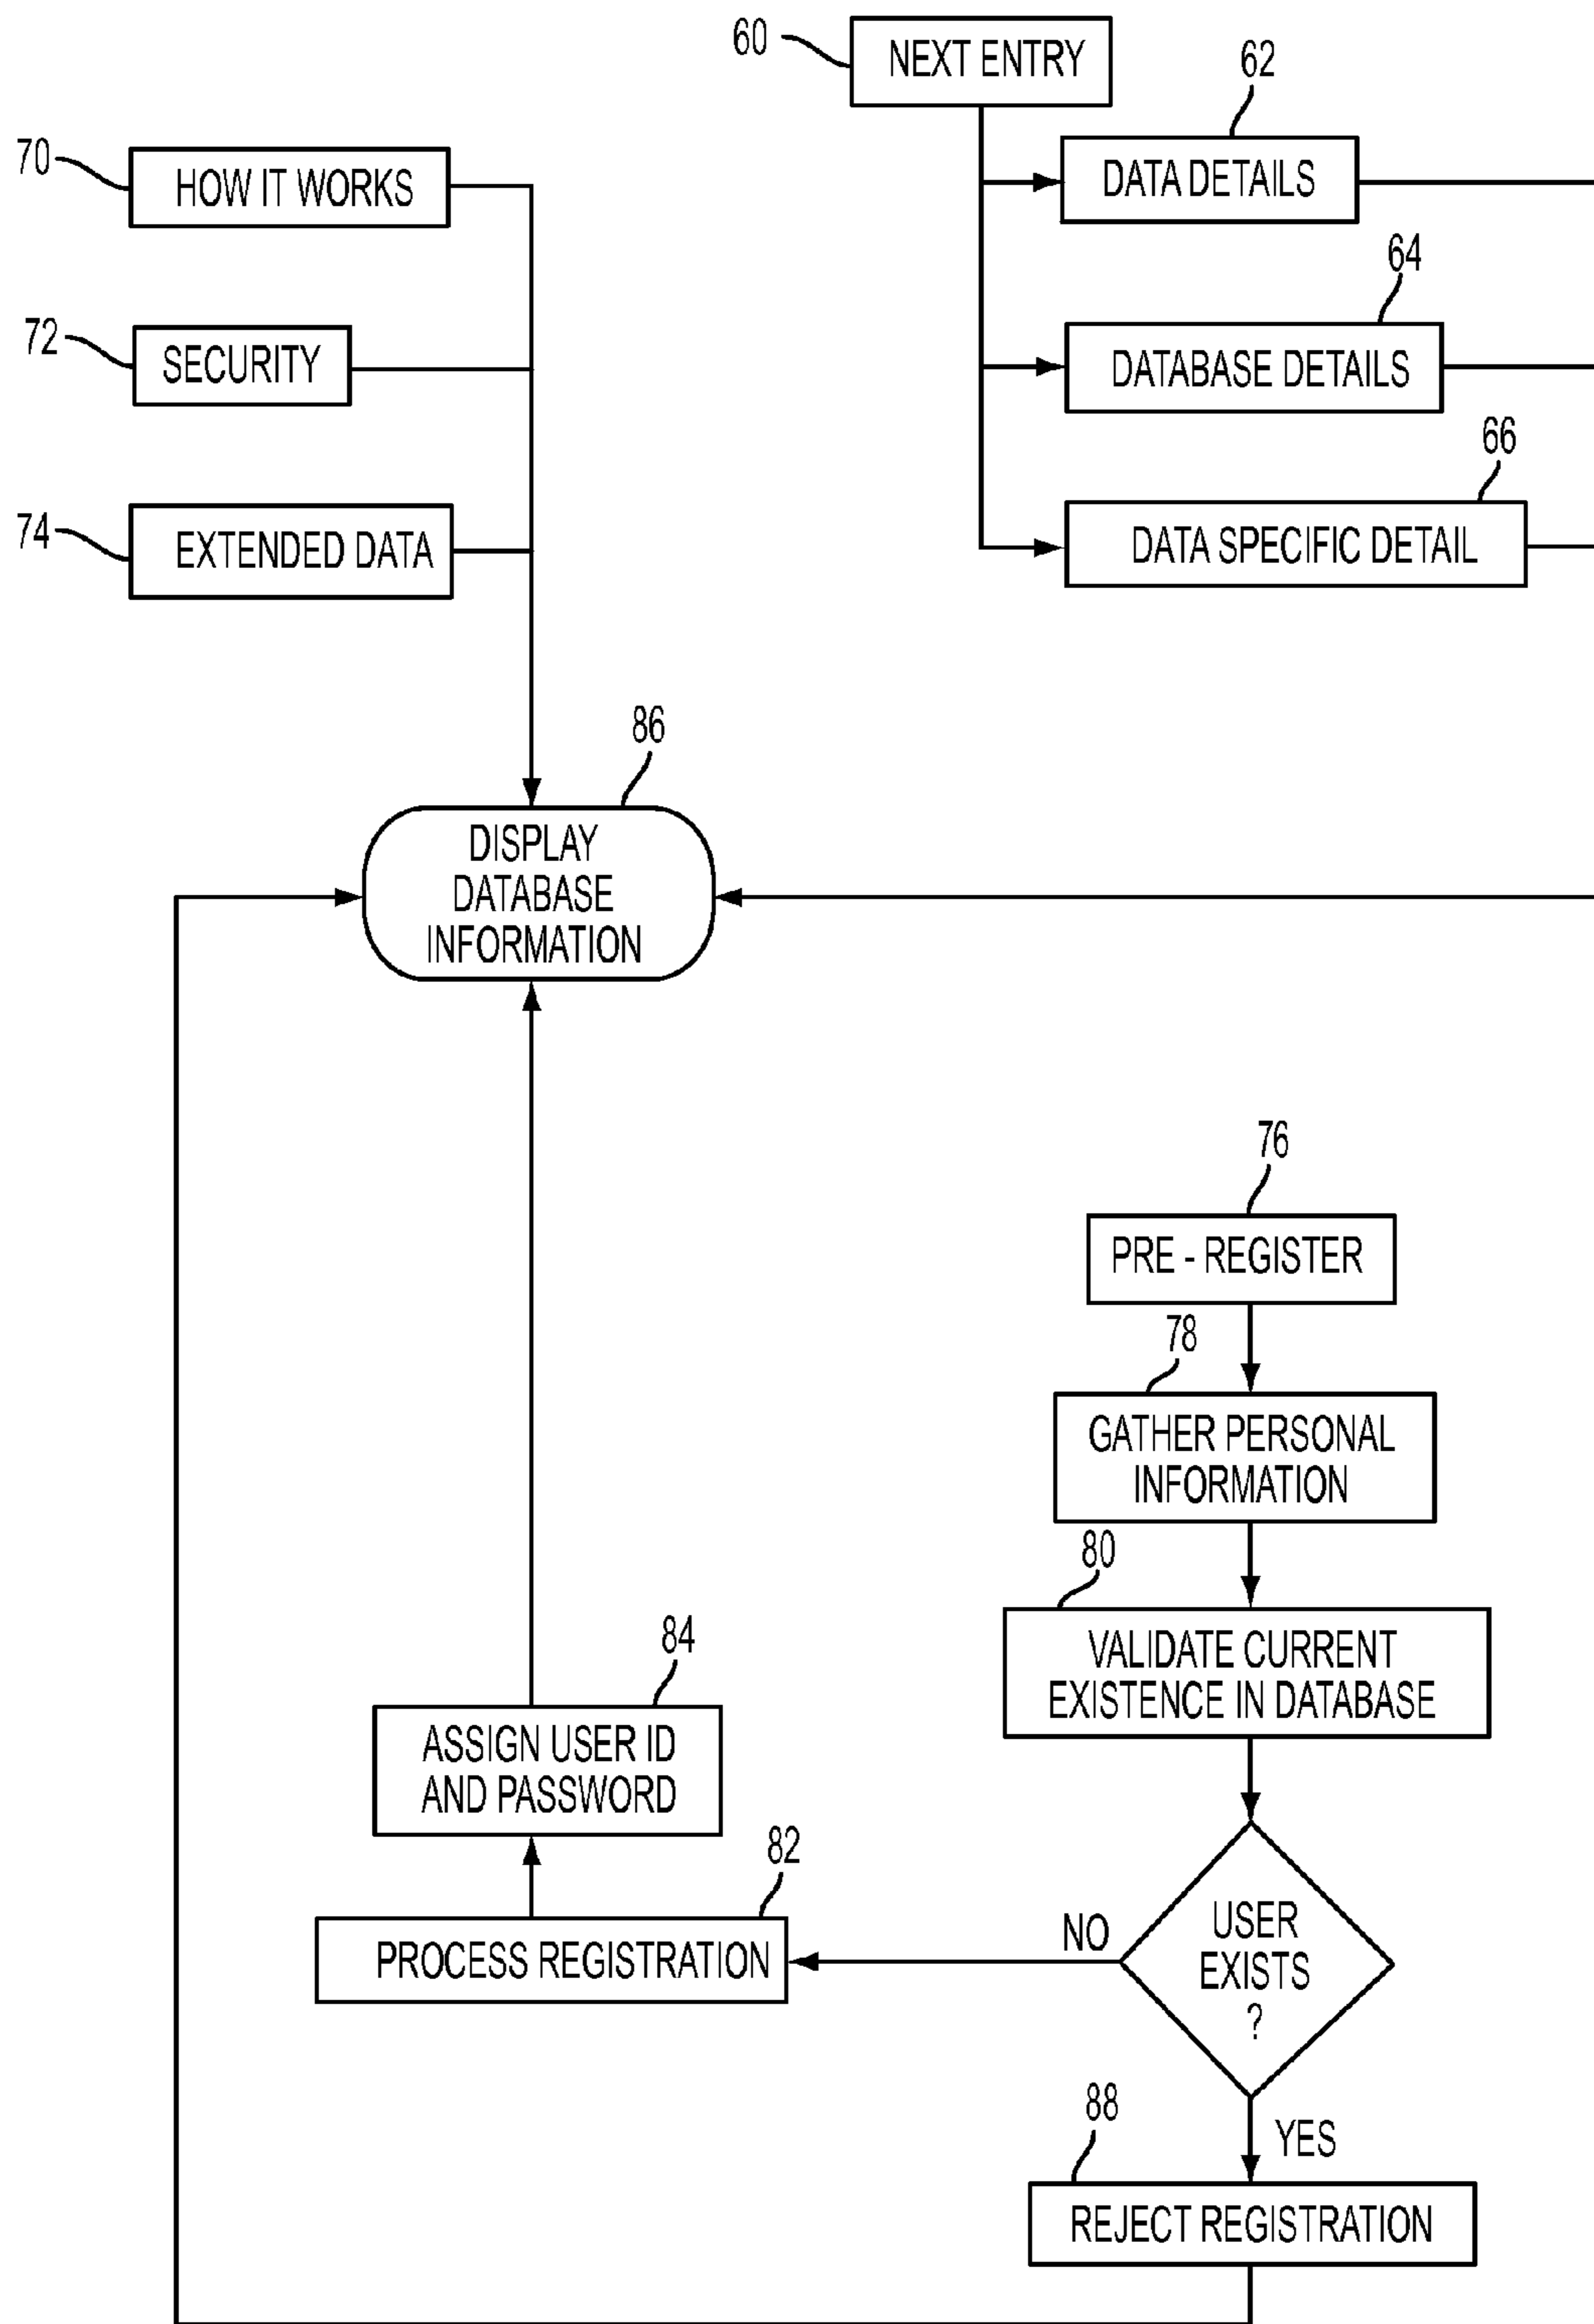 60
NEXT ENTRY
62
DATA DETAILS
70
HOW IT WORKS
64
DATABASE DETAILS
72
SECURITY
66
DATA SPECIFIC DETAIL
74
EXTENDED DATA
86
DISPLAY
DATABASE
INFORMATION
76
PRE - REGISTER
78
GATHER PERSONAL
INFORMATION
80
VALIDATE CURRENT
EXISTENCE IN DATABASE
84
ASSIGN USER ID
AND PASSWORD
82
PROCESS REGISTRATION
NO
USER
EXISTS
?
YES
88
REJECT REGISTRATION